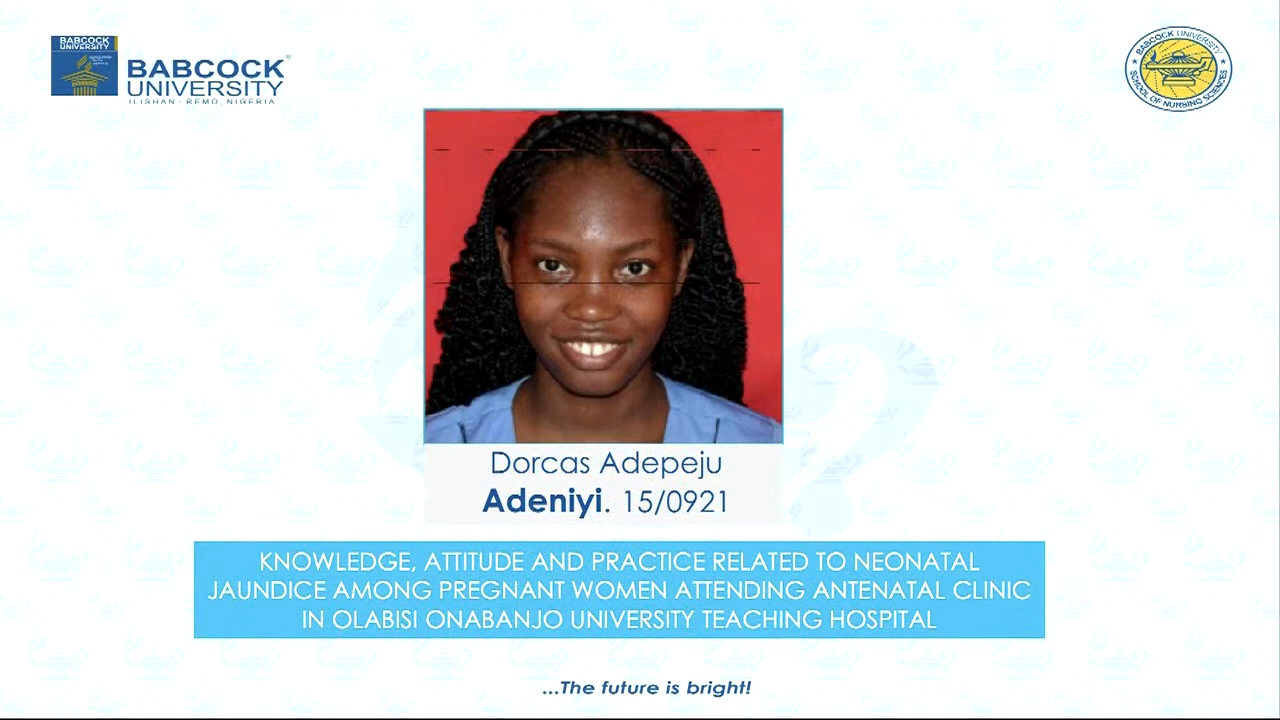 BABCOCK
UNIVERSITY
BABCOCK
UNIVERSITY
ILISHAN - REMO, NIGERIA
BABCOCK UNIVERSITY
SCHOOL OF NURSING SCIENCES
Dorcas Adepeju
Adeniyi. 15/0921
KNOWLEDGE, ATTITUDE AND PRACTICE RELATED TO NEONATAL
JAUNDICE AMONG PREGNANT WOMEN ATTENDING ANTENATAL CLINIC
IN OLABISI ONABANJO UNIVERSITY TEACHING HOSPITAL
...The future is bright!